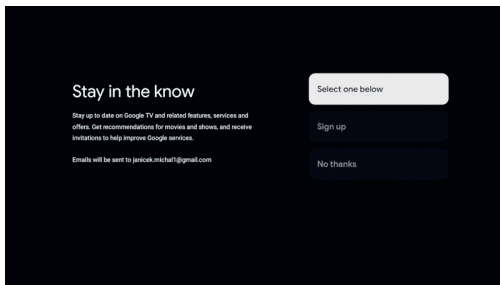 Stay in the know
Stay up to date on Google TV and related features, services and
offers. Get recommendations for movies and shows, and receive
invitations to help improve Google services.
Emails will be sent to janicek.michal1@gmail.com
Select one below
Sign up
No thanks